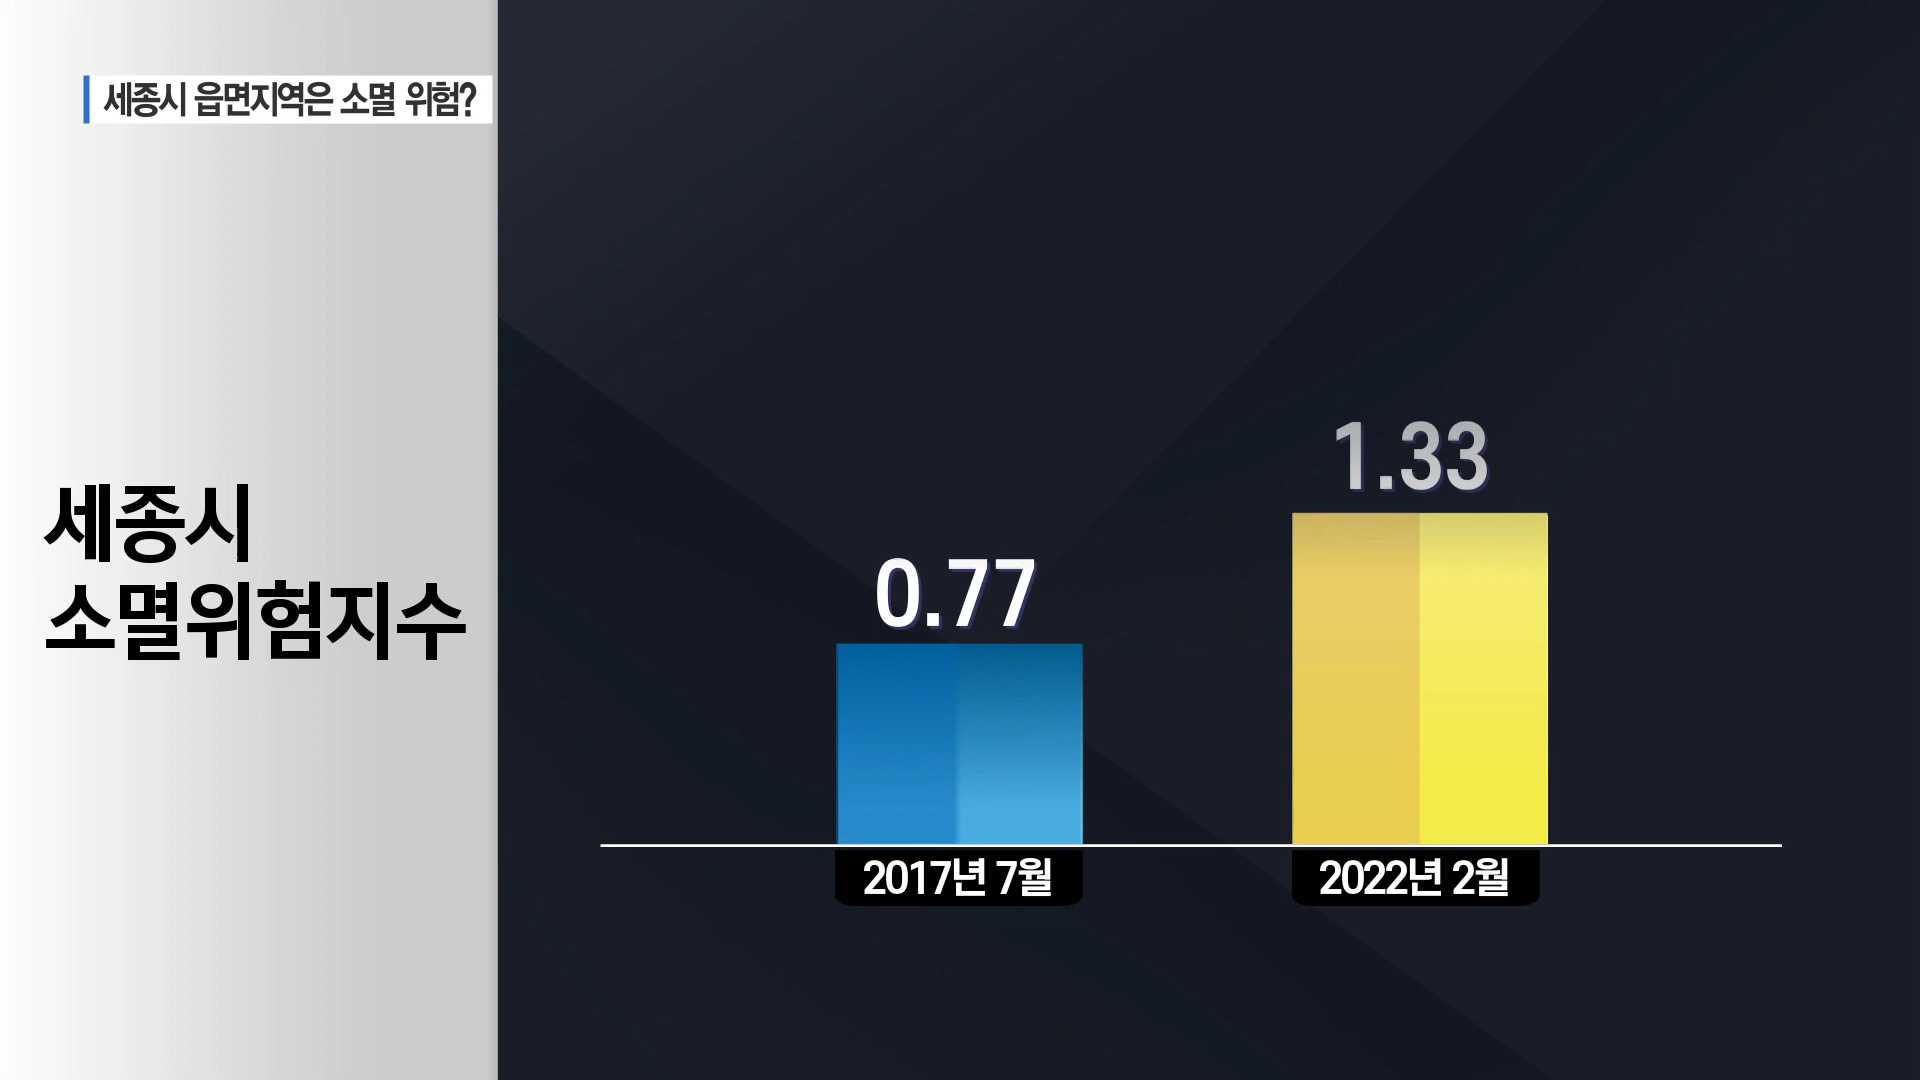 세종시 읍면지역은 소멸 위험?
세종시
소멸위험지수
0.77
1.33
2017년 7월
2022년 2월